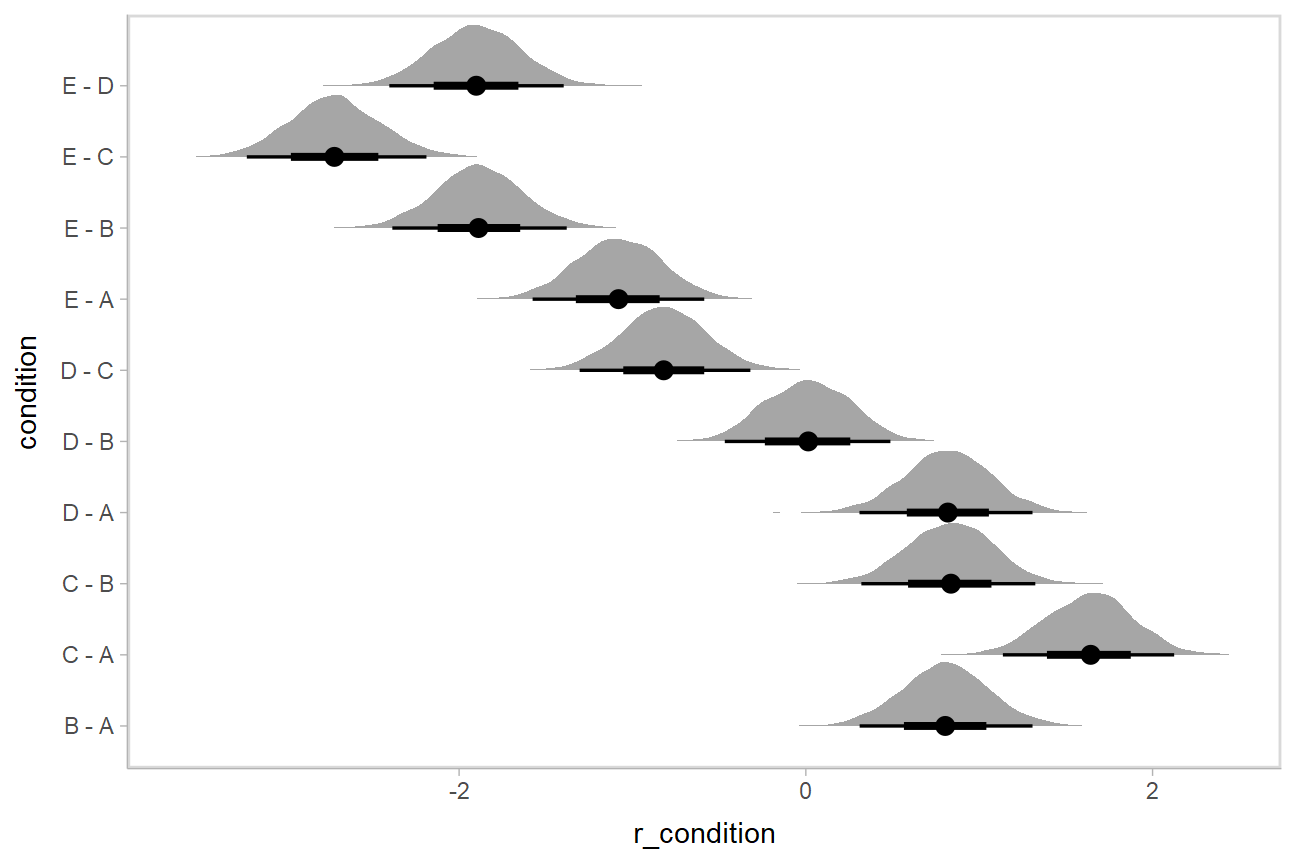 E - D
E - C
E - B
E - A
D - C
D - B
D - A
C - B
C - A
B - A
condition
-2 0 2
r_condition